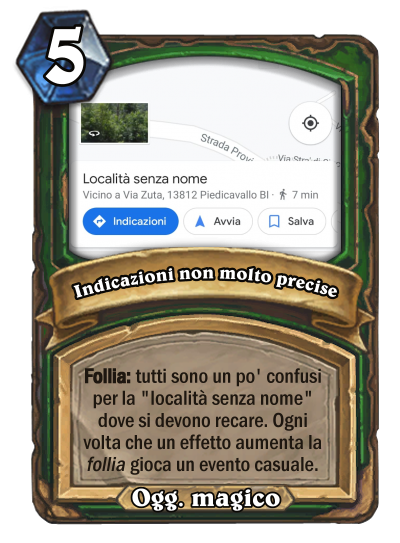 5
Strada Provi
Via Stra
Località senza nome
Vicino a Via Zuta, 13812 Piedicavallo BI · 7 min
Indicazioni Avvia Salva
Indicazioni non molto precise
Follia: tutti sono un po' confusi
per la "località senza nome"
dove si devono recare. Ogni
volta che un effetto aumenta la
follia gioca un evento casuale.
Ogg. magico